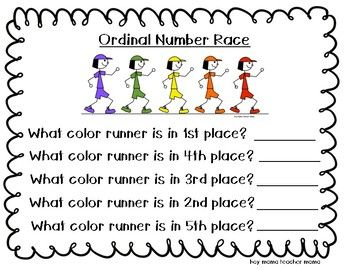 Ordinal Number Race
What color runner is in 1st place? ________
What color runner is in 4th place? ________
What color runner is in 3rd place? ________
What color runner is in 2nd place? ________
What color runner is in 5th place? ________
boy mama teacher mama